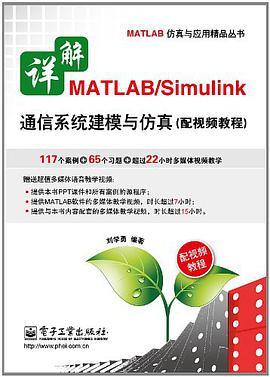 MATLAB 仿真与应用精品丛书
详解
MATLAB/Simulink
通信系统建模与仿真(配视频教程)
117个案例+65个习题+超过22小时多媒体视频教学
赠送超值多媒体语音教学视频:
• 提供本书PPT课件和所有案例的源程序;
• 提供MATLAB软件的多媒体教学视频,时长超过7小时;
• 提供与本书内容配套的多媒体教学视频,时长超过15小时。
刘学勇 编著
配视频
教程
电子工业出版社
PUBLISHING HOUSE OF ELECTRONICS INDUSTRY
http://www.phei.com.cn